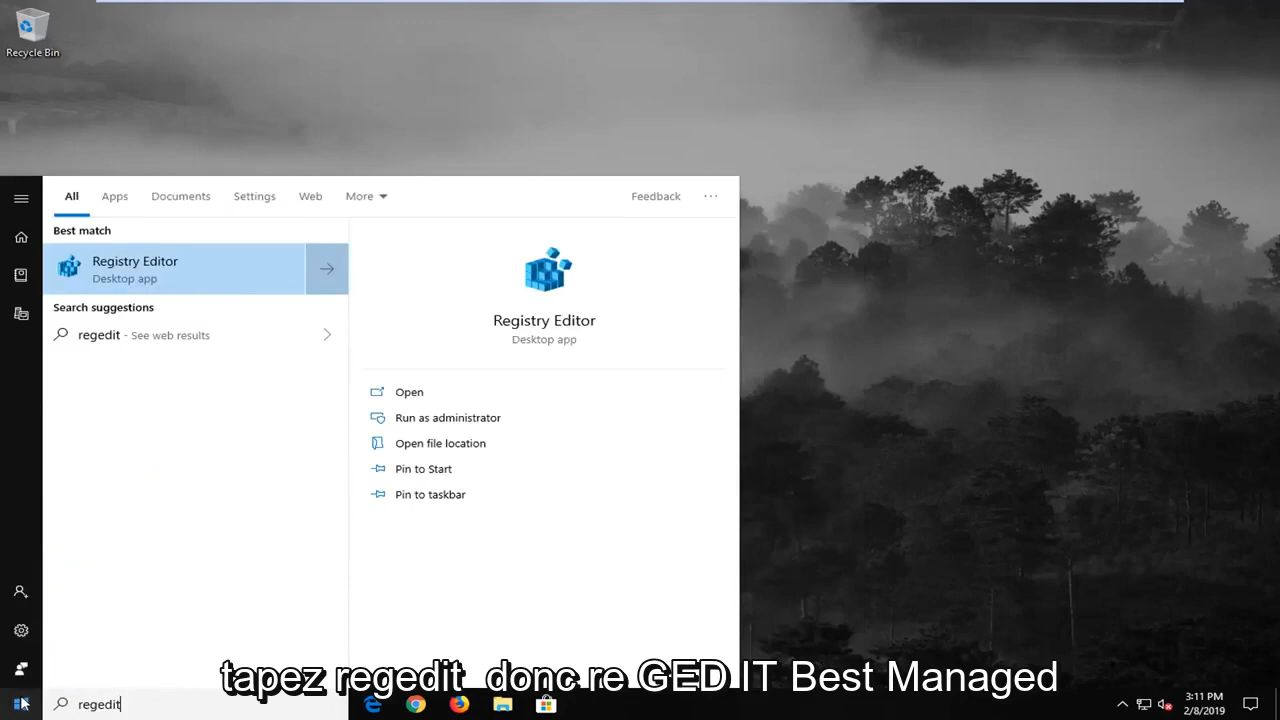 Recycle Bin
All Apps Documents Settings Web More Feedback ...
Best match
Registry Editor
Desktop app
Search suggestions
regedit - See web results
Registry Editor
Desktop app
Open
Run as administrator
Open file location
Pin to Start
Pin to taskbar
tapez regedit donc re GED IT Best Managed
regedit
3:11 PM
2/8/2019